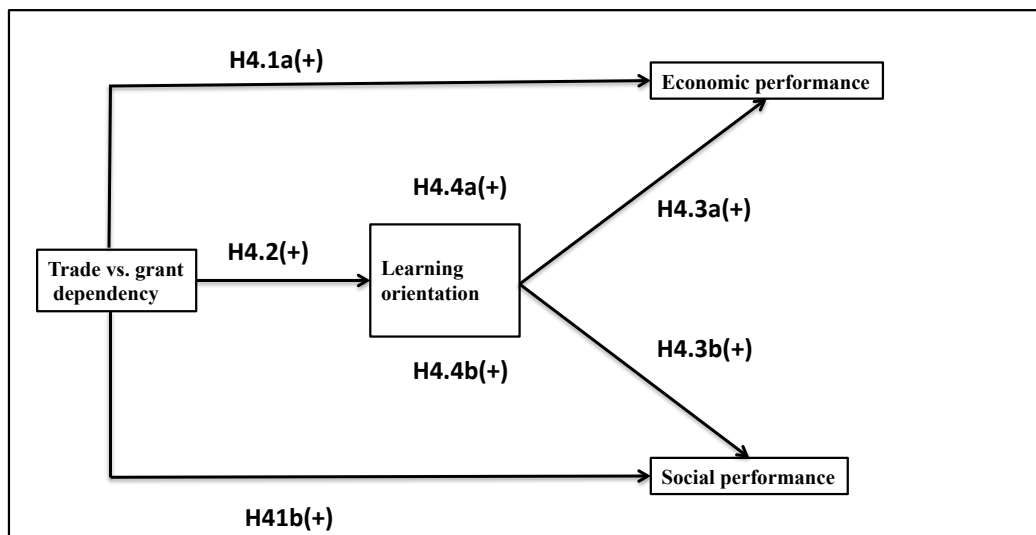 H4.1a(+)
Economic performance
H4.4a(+)
H4.3a(+)
H4.2(+)
Trade vs. grant
dependency
Learning
orientation
H4.3b(+)
H4.4b(+)
Social performance
H41b(+)